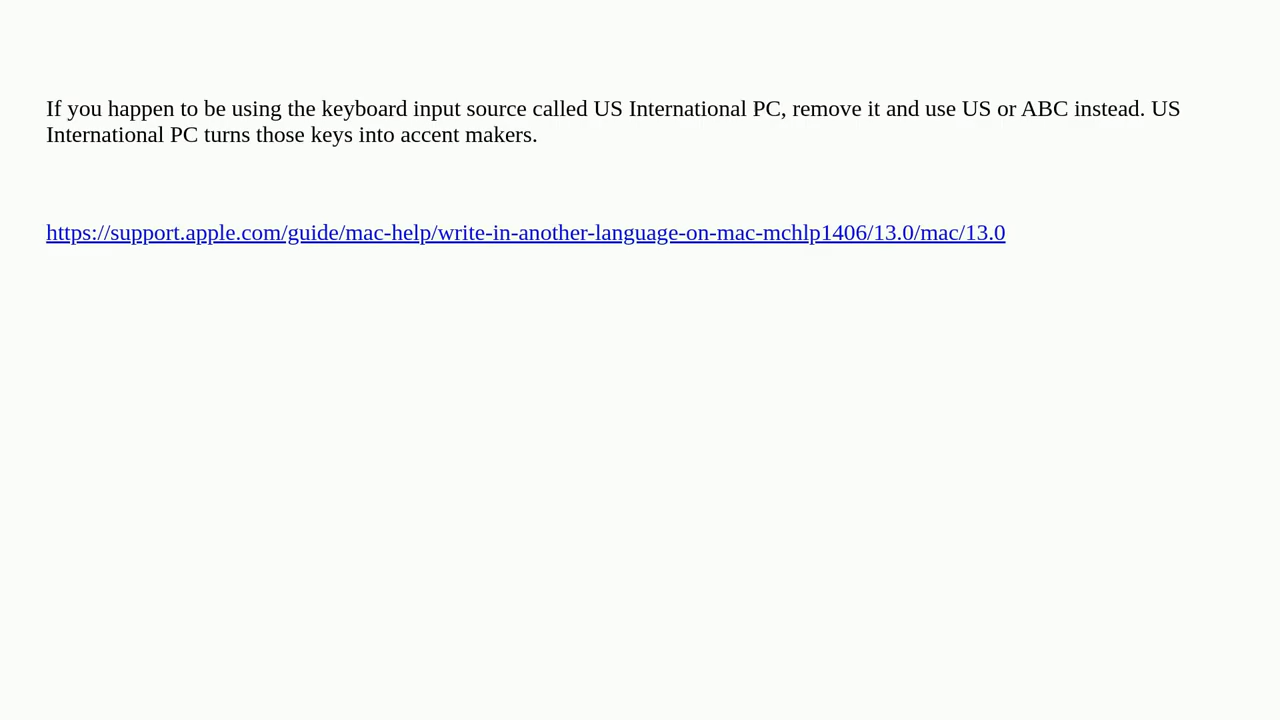 If you happen to be using the keyboard input source called US International PC, remove it and use US or ABC instead. US
International PC turns those keys into accent makers.
https://support.apple.com/guide/mac-help/write-in-another-language-on-mac-mchlp1406/13.0/mac/13.0